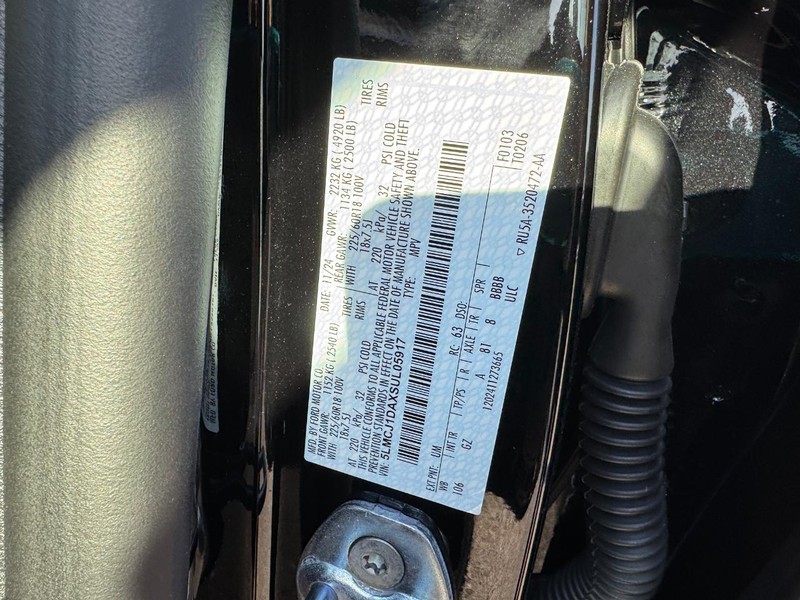 MFD. BY FORD MOTOR CO. DATE: 11/24 GVWR: 2232 KG ( 4920 LB)
FRONT GAWR: 1152 KG ( 2540 LB) REAR GAWR: 1134 KG ( 2500 LB)
WITH 225/60R18 100V TIRES WITH 225/60R18 100V TIRES
18x7.5J RIMS 18x7.5J RIMS
AT 220 kPa/ 32 PSI COLD AT 220 kPa/ 32 PSI COLD
THIS VEHICLE CONFORMS TO ALL APPLICABLE FEDERAL MOTOR VEHICLE SAFETY AND THEFT
PREVENTION STANDARDS IN EFFECT ON THE DATE OF MANUFACTURE SHOWN ABOVE.
VIN: 5LMCJ1DAXSUL05917 TYPE: MPV
F0103
T0206
EXT PNT: UM RC: 63 DSO:
WB INT TR TP/PS R AXLE TR SPR
106 GZ A 81 8 BBBB
1202411273665 ULC
▽ RU5A-3520472-AA